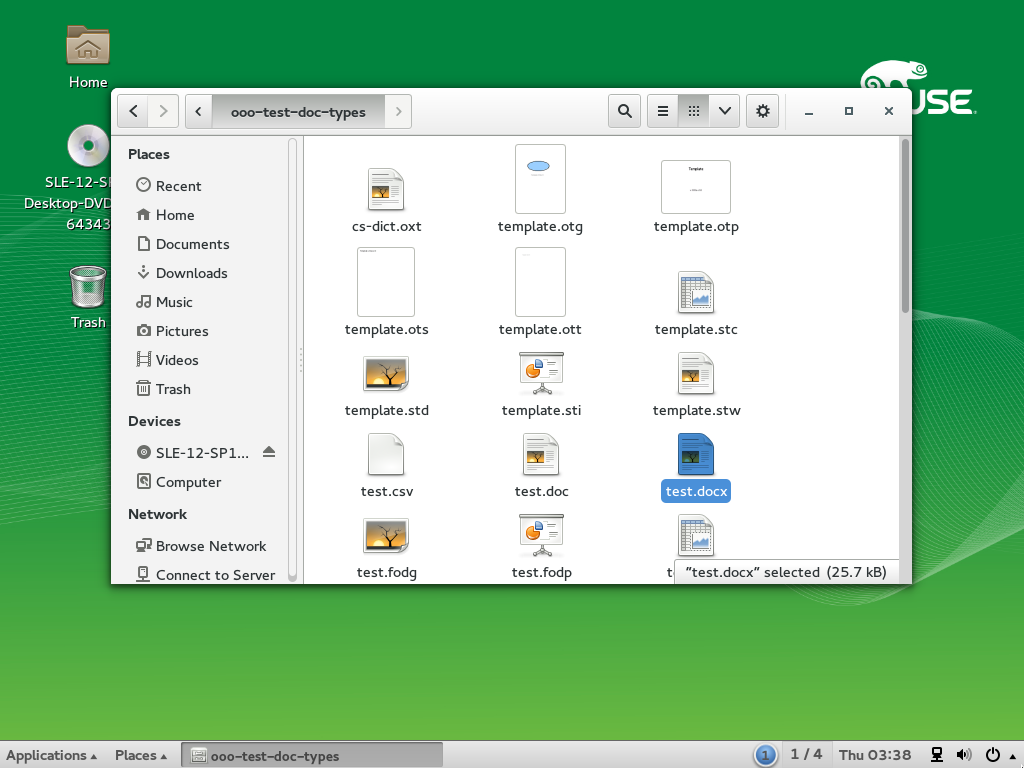 Home
SLE-12-S
Desktop-DVD
64343
Trash
USE
ooo-test-doc-types
Places
Recent
Home
Documents
Downloads
Music
Pictures
Videos
Trash
Devices
SLE-12-SP1...
Computer
Network
Browse Network
Connect to Server
cs-dict.oxt
template.otg
template.otp
template.ots
template.ott
template.stc
template.std
template.sti
template.stw
test.csv
test.doc
test.docx
test.fodg
test.fodp
"test.docx" selected (25.7 kB)
Applications
Places
ooo-test-doc-types
1
1 / 4
Thu 03:38